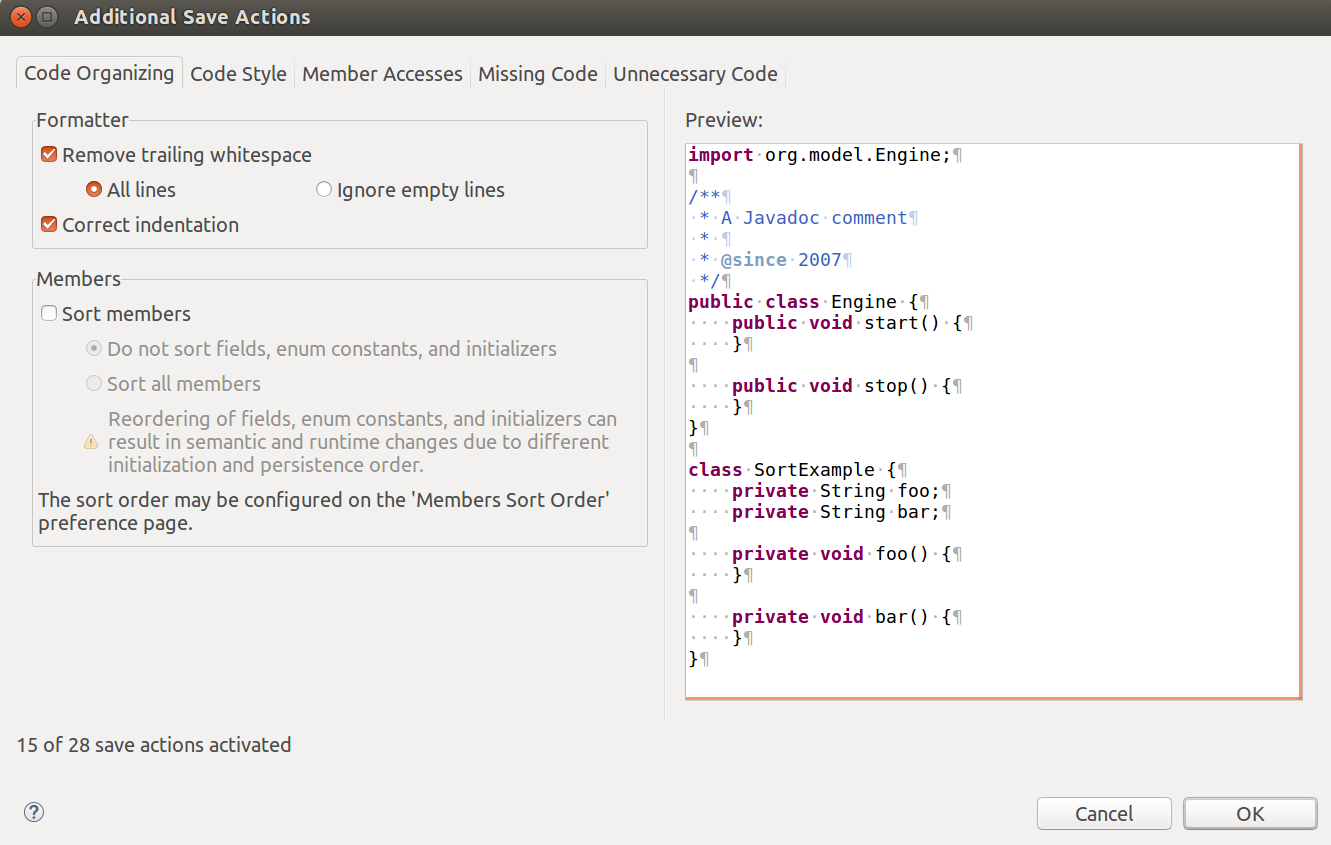 Additional Save Actions
Code Organizing
Code Style
Member Accesses
Missing Code
Unnecessary Code
Formatter
Remove trailing whitespace
All lines
Ignore empty lines
Correct indentation
Members
Sort members
Do not sort fields, enum constants, and initializers
Sort all members
Reordering of fields, enum constants, and initializers can
result in semantic and runtime changes due to different
initialization and persistence order.
The sort order may be configured on the 'Members Sort Order'
preference page.
Preview:
import·org.model.Engine;¶
¶
/**¶
·*·A·Javadoc·comment¶
·*·¶
·*·@since·2007¶
·*/¶
public·class·Engine·{¶
····public·void·start()·{¶
····}¶
¶
····public·void·stop()·{¶
····}¶
}¶
¶
class·SortExample·{¶
····private·String·foo;¶
····private·String·bar;¶
¶
····private·void·foo()·{¶
····}¶
¶
····private·void·bar()·{¶
····}¶
}¶
15 of 28 save actions activated
?
Cancel
OK